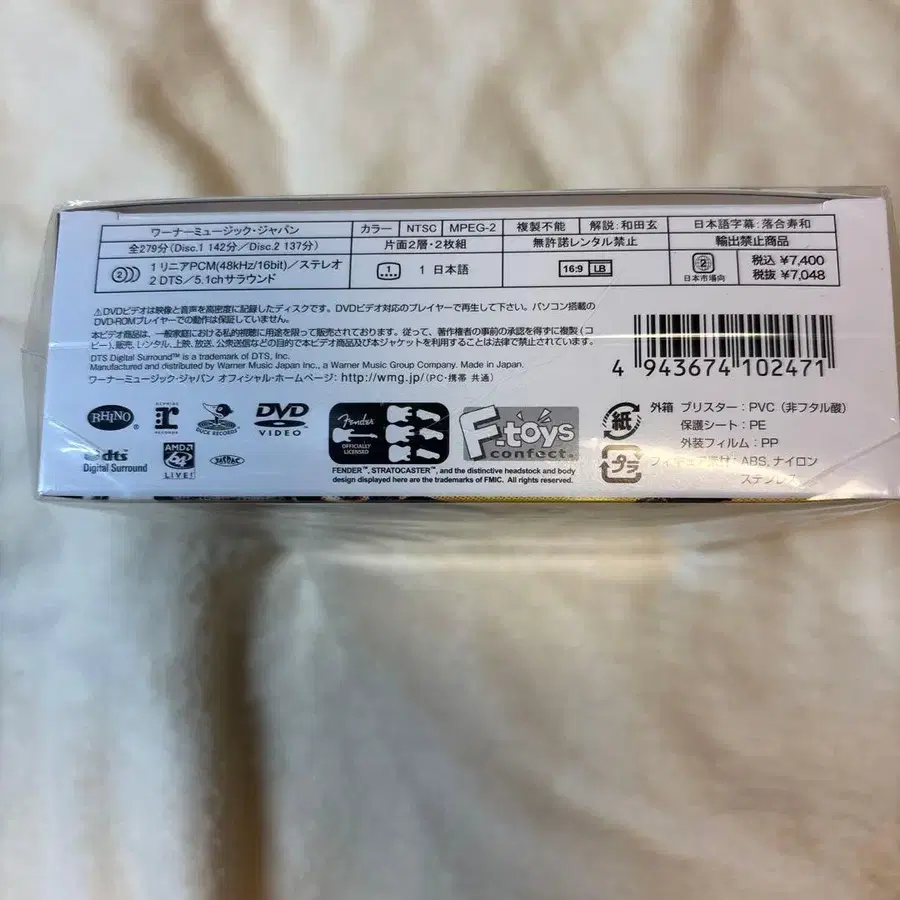 ワーナーミュージック・ジャパン カラー NTSC MPEG-2 複製不能 解説:和田玄 日本語字幕:落合寿和
全279分(Disc.1 142分/Disc.2 137分) 片面2層・2枚組 無許諾レンタル禁止 輸出禁止商品
2))) 1 リニアPCM(48kHz/16bit)/ステレオ 1 1 日本語 16:9 LB 2 税込 ¥7,400
2 DTS/5.1chサラウンド 日本市場向 税抜 ¥7,048
⚠DVDビデオは映像と音声を高密度に記録したディスクです。DVDビデオ対応のプレイヤーで再生して下さい。パソコン搭載の
DVD-ROMプレイヤーでの動作は保証していません。
本ビデオ商品は、一般家庭における私的視聴に用途を限って販売されております。従って、著作権者の事前の承認を得ずに複製(コ
ピー)、販売、レンタル、上映、放送、公衆送信などの目的で本ビデオ商品及び本ジャケットを利用することは法律で禁止されています。
DTS Digital Surround™ is a trademark of DTS, Inc.
Manufactured and distributed by Warner Music Japan Inc., a Warner Music Group Company. Made in Japan.
ワーナーミュージック・ジャパン オフィシャル・ホームページ: http://wmg.jp/(PC・携帯 共通)
4 943674 102471
RHINO
REPRISE RECORDS
DUCK RECORDS
DVD VIDEO
dts Digital Surround
AMD LIVE!
JASRAC
Fender
OFFICIALLY LICENSED
F.toys
confect.
FENDER™, STRATOCASTER™, and the distinctive headstock and body
design displayed here are the trademarks of FMIC. All rights reserved.
紙
プラ
外箱 ブリスター:PVC(非フタル酸)
保護シート:PE
外装フィルム:PP
フィギュア素材:ABS、ナイロン
ステンレス